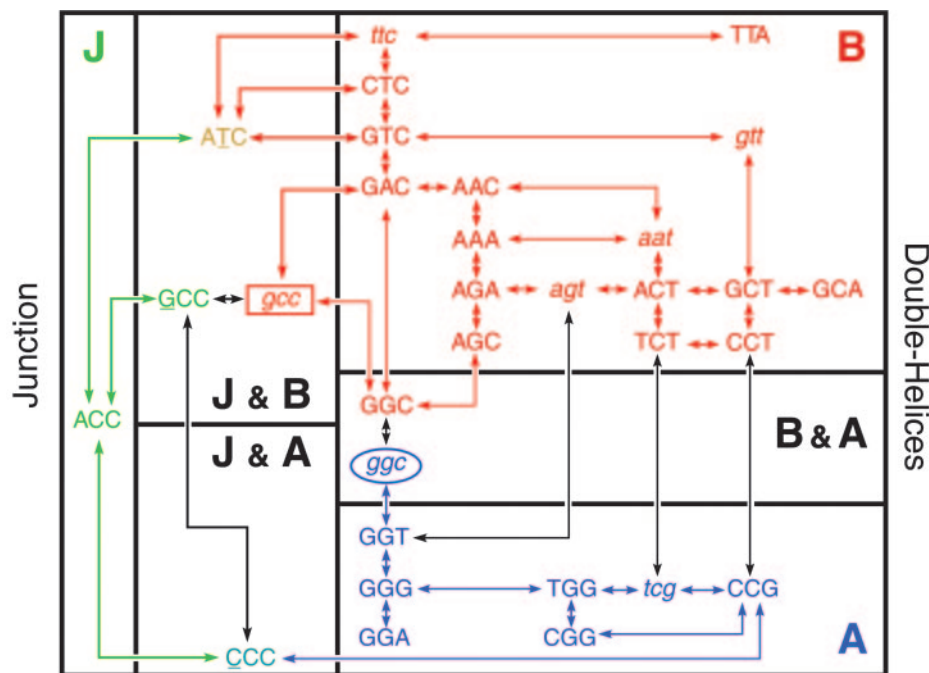 J
ttc
TTA
B
CTC
ATC
GTC
gtt
GAC
AAC
AAA
aat
GCC
gcc
AGA
agt
ACT
GCT
GCA
AGC
TCT
CCT
Junction
Double-Helices
J & B
ACC
GGC
B & A
J & A
ggc
GGT
GGG
TGG
tcg
CCG
GGA
CGG
A
CCC